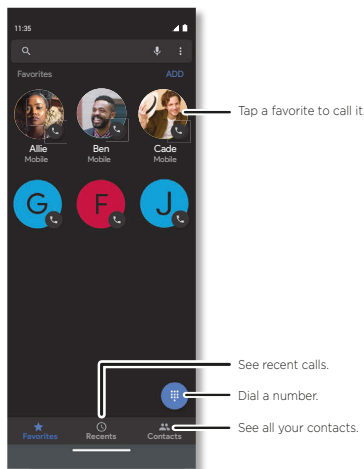 11:35
Favorites ADD
Tap a favorite to call it
Allie Ben Cade
Mobile Mobile Mobile
G F J
See recent calls.
Dial a number.
See all your contacts.
Favorites Recents Contacts